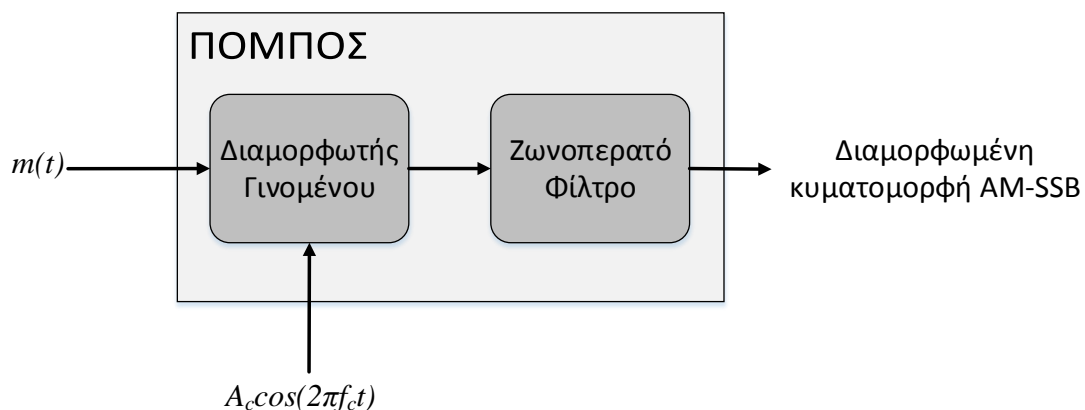 ΠΟΜΠΟΣ
m(t)
Διαμορφωτής
Γινομένου
Ζωνοπερατό
Φίλτρο
Διαμορφωμένη
κυματομορφή AM-SSB
A_c cos(2πf_c t)